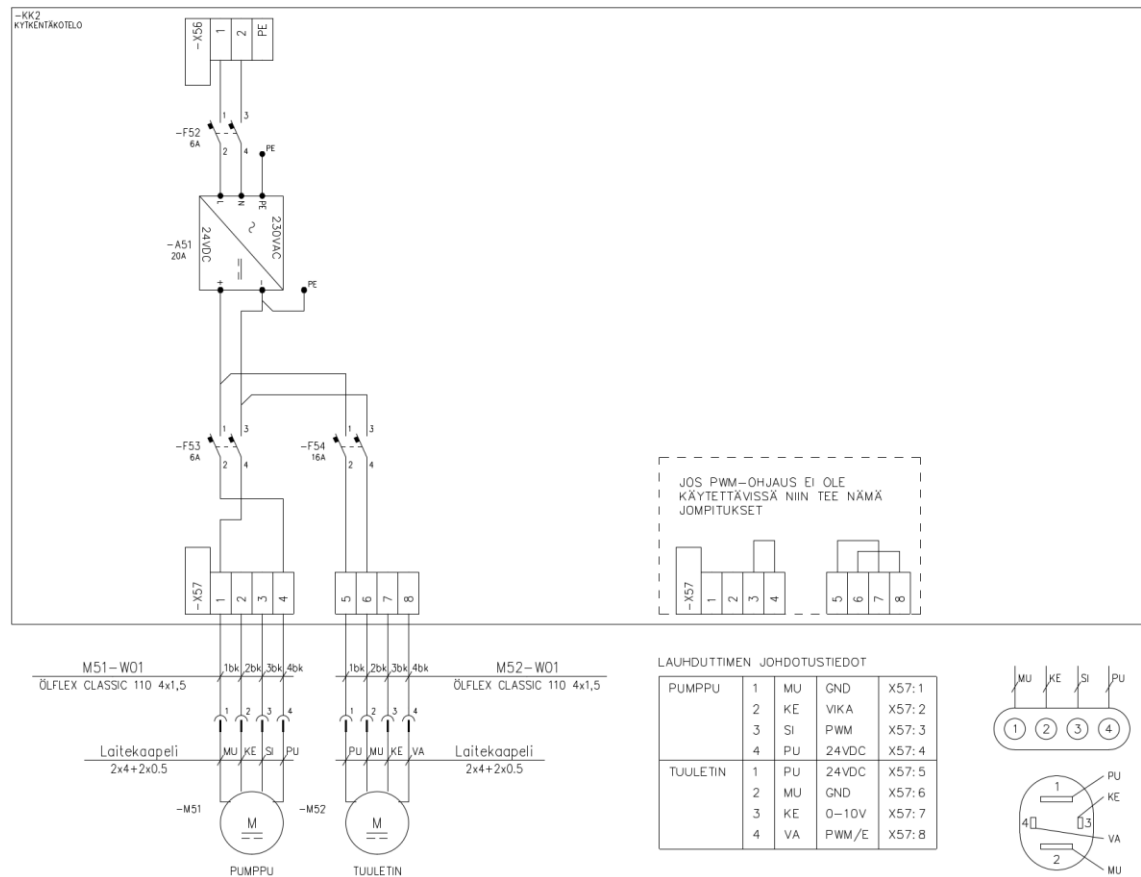 -KK2
KYTKENTÄKOTELO
-X56
1 2 PE
1 3
-F52
6A
2 4
PE
L N PE
230VAC
24VDC
-A51
20A
+ -
PE
1 3
-F53
6A
2 4
1 3
-F54
16A
2 4
JOS PWM-OHJAUS EI OLE
KÄYTETTÄVISSÄ NIIN TEE NÄMÄ
JOMPITUKSET
-X57
1 2 3 4
5 6 7 8
-X57
1 2 3 4
5 6 7 8
M51-W01
ÖLFLEX CLASSIC 110 4x1,5
1bk 2bk 3bk 4bk
1bk 2bk 3bk 4bk
M52-W01
ÖLFLEX CLASSIC 110 4x1,5
1 2 3 4
1 2 3 4
Laitekaapeli
2x4+2x0.5
MU KE SI PU
PU MU KE VA
Laitekaapeli
2x4+2x0.5
-M51
M
PUMPPU
-M52
M
TUULETIN
LAUHDUTTIMEN JOHDOTUSTIEDOT
PUMPPU 1 MU GND X57:1
2 KE VIKA X57:2
3 SI PWM X57:3
4 PU 24VDC X57:4
TUULETIN 1 PU 24VDC X57:5
2 MU GND X57:6
3 KE 0-10V X57:7
4 VA PWM/E X57:8
MU KE SI PU
1 2 3 4
1
4 3
2
PU
KE
VA
MU